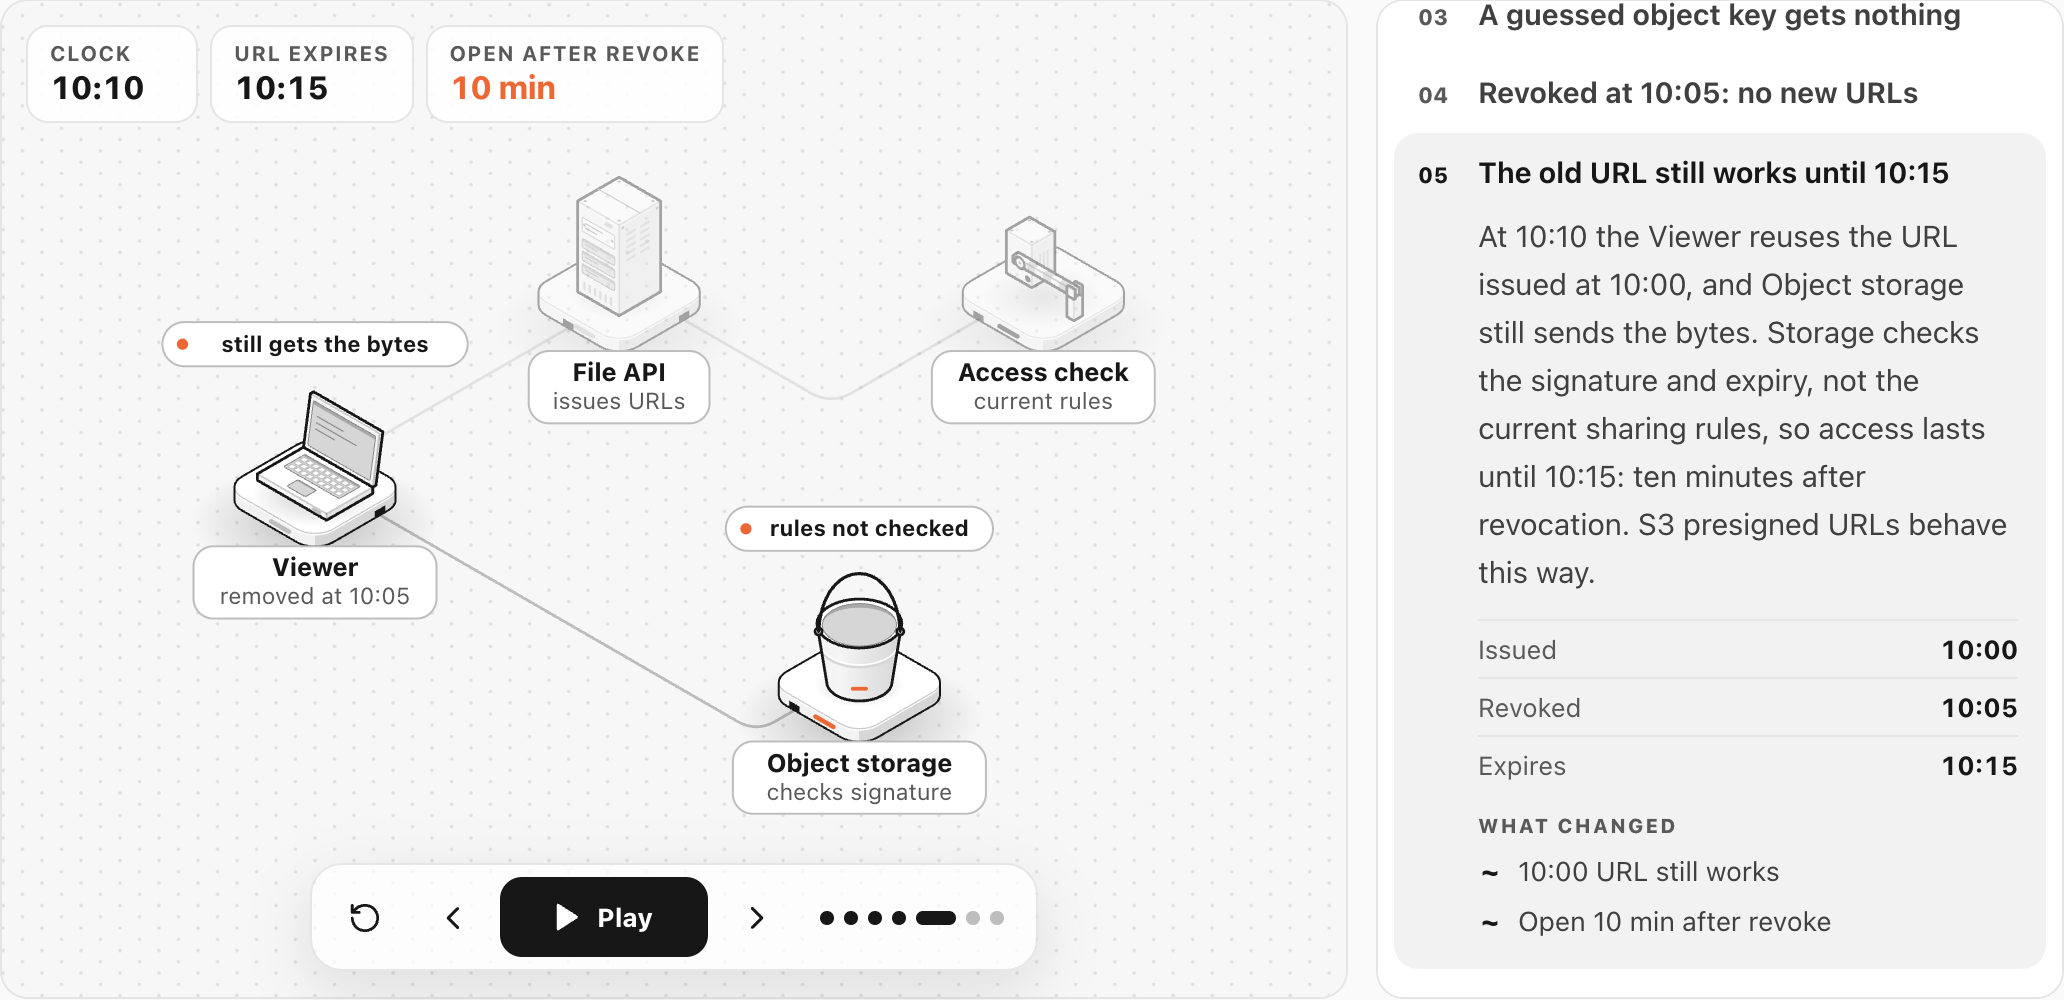 CLOCK
10:10
URL EXPIRES
10:15
OPEN AFTER REVOKE
10 min
still gets the bytes
File API
issues URLs
Access check
current rules
Viewer
removed at 10:05
rules not checked
Object storage
checks signature
Play
03 A guessed object key gets nothing
04 Revoked at 10:05: no new URLs
05 The old URL still works until 10:15
At 10:10 the Viewer reuses the URL
issued at 10:00, and Object storage
still sends the bytes. Storage checks
the signature and expiry, not the
current sharing rules, so access lasts
until 10:15: ten minutes after
revocation. S3 presigned URLs behave
this way.
Issued 10:00
Revoked 10:05
Expires 10:15
WHAT CHANGED
~ 10:00 URL still works
~ Open 10 min after revoke